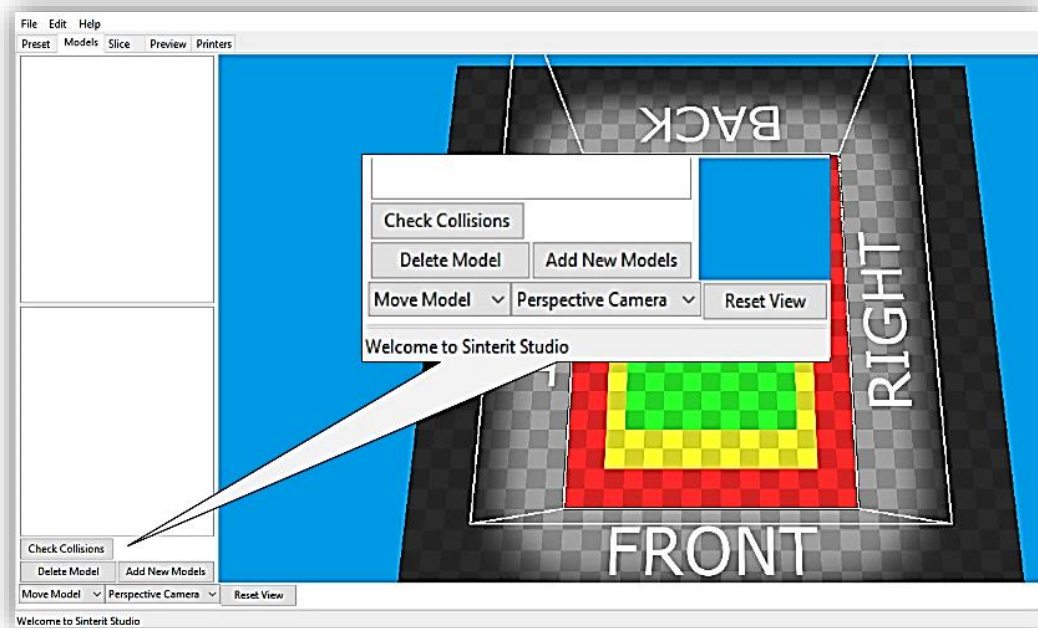 File Edit Help
Preset Models Slice Preview Printers
BACK
RIGHT
FRONT
Check Collisions
Delete Model Add New Models
Move Model Perspective Camera Reset View
Welcome to Sinterit Studio
Check Collisions
Delete Model Add New Models
Move Model Perspective Camera Reset View
Welcome to Sinterit Studio